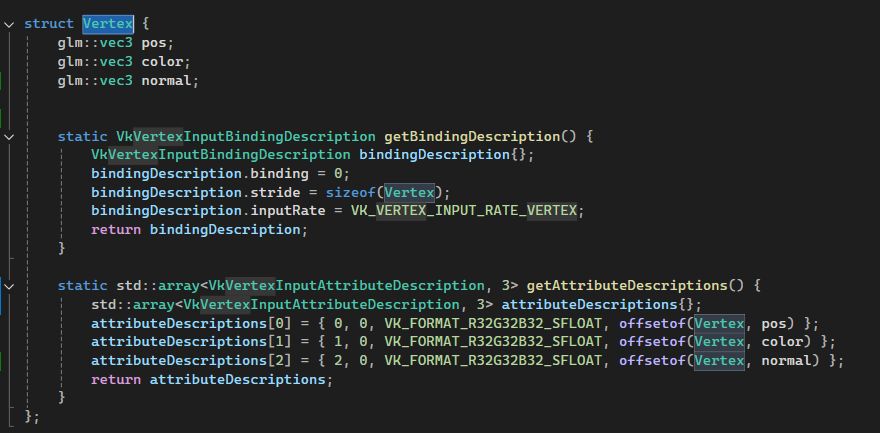 struct Vertex {
    glm::vec3 pos;
    glm::vec3 color;
    glm::vec3 normal;
    static VkVertexInputBindingDescription getBindingDescription() {
        VkVertexInputBindingDescription bindingDescription{};
        bindingDescription.binding = 0;
        bindingDescription.stride = sizeof(Vertex);
        bindingDescription.inputRate = VK_VERTEX_INPUT_RATE_VERTEX;
        return bindingDescription;
    }
    static std::array<VkVertexInputAttributeDescription, 3> getAttributeDescriptions() {
        std::array<VkVertexInputAttributeDescription, 3> attributeDescriptions{};
        attributeDescriptions[0] = { 0, 0, VK_FORMAT_R32G32B32_SFLOAT, offsetof(Vertex, pos) };
        attributeDescriptions[1] = { 1, 0, VK_FORMAT_R32G32B32_SFLOAT, offsetof(Vertex, color) };
        attributeDescriptions[2] = { 2, 0, VK_FORMAT_R32G32B32_SFLOAT, offsetof(Vertex, normal) };
        return attributeDescriptions;
    }
};